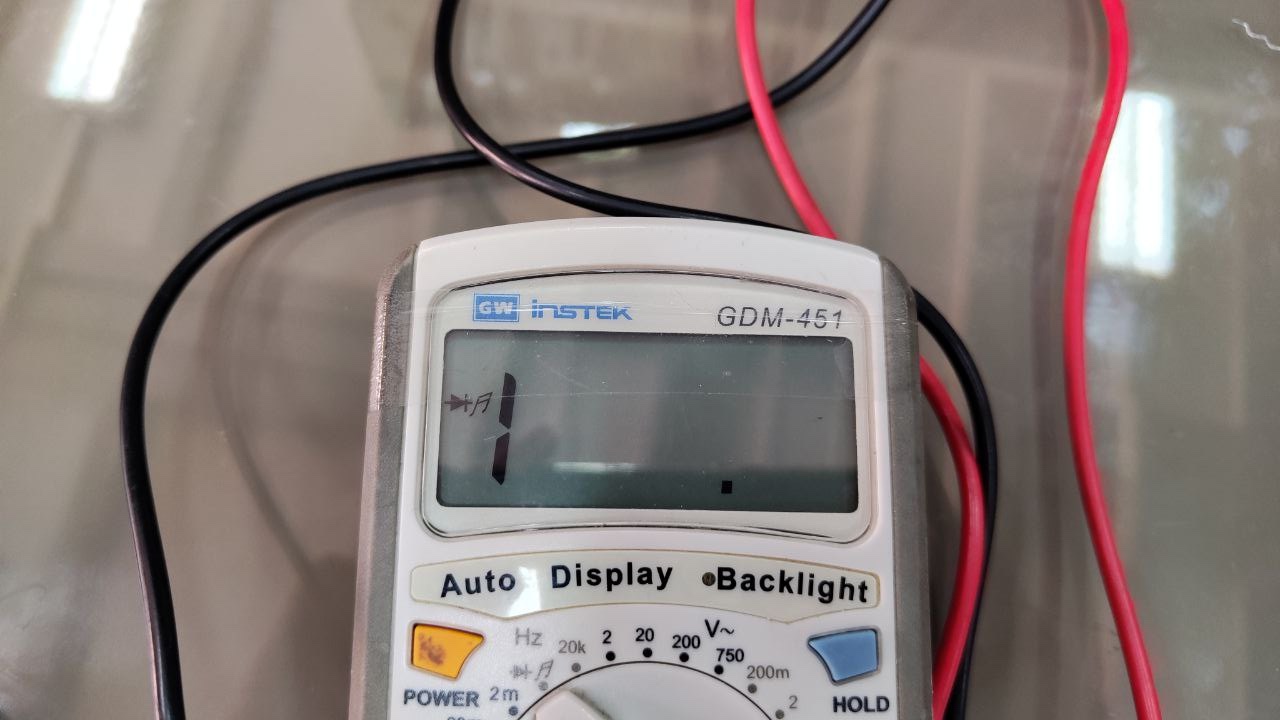 GW INSTEK
GDM-451
1 .
Auto Display Backlight
Hz 20k 2 20 200 V~ 750 200m 2
2m
POWER
HOLD